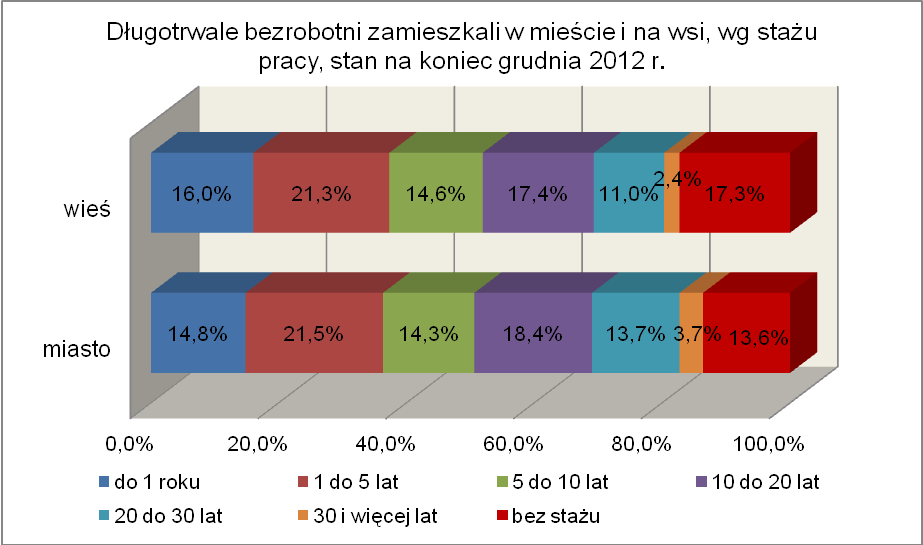 Długotrwale bezrobotni zamieszkali w mieście i na wsi, wg stażu
pracy, stan na koniec grudnia 2012 r.
wieś
16,0% 21,3% 14,6% 17,4% 11,0% 2,4% 17,3%
miasto
14,8% 21,5% 14,3% 18,4% 13,7% 3,7% 13,6%
0,0% 20,0% 40,0% 60,0% 80,0% 100,0%
do 1 roku 1 do 5 lat 5 do 10 lat 10 do 20 lat
20 do 30 lat 30 i więcej lat bez stażu